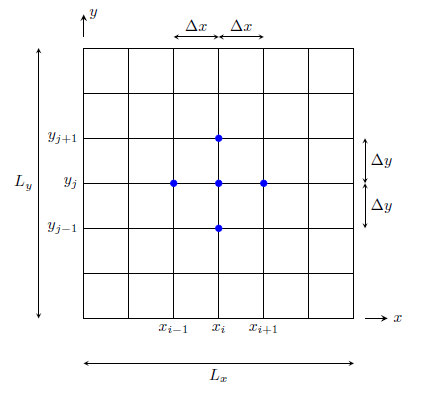 y
Δx Δx
y_{j+1}
Δy
L_y
y_j
Δy
y_{j-1}
x
x_{i-1} x_i x_{i+1}
L_x